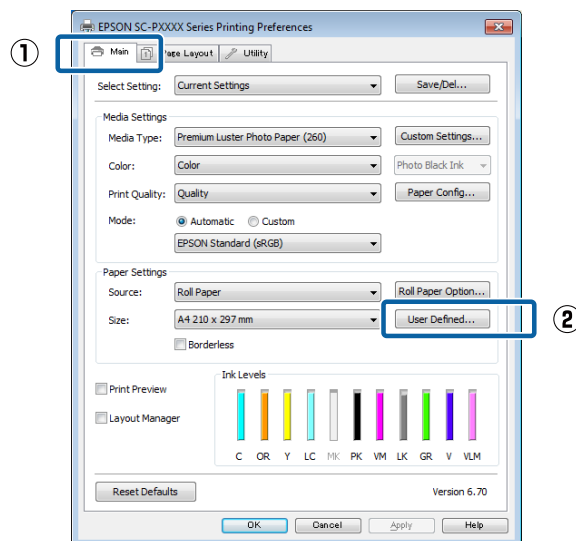 EPSON SC-PXXXX Series Printing Preferences
① Main Page Layout Utility
Select Setting: Current Settings Save/Del...
Media Settings
Media Type: Premium Luster Photo Paper (260) Custom Settings...
Color: Color Photo Black Ink
Print Quality: Quality Paper Config...
Mode: Automatic Custom
EPSON Standard (sRGB)
Paper Settings
Source: Roll Paper Roll Paper Option...
Size: A4 210 x 297 mm User Defined... ②
Borderless
Ink Levels
Print Preview
Layout Manager
C OR Y LC MK PK VM LK GR V VLM
Reset Defaults Version 6.70
OK Cancel Apply Help